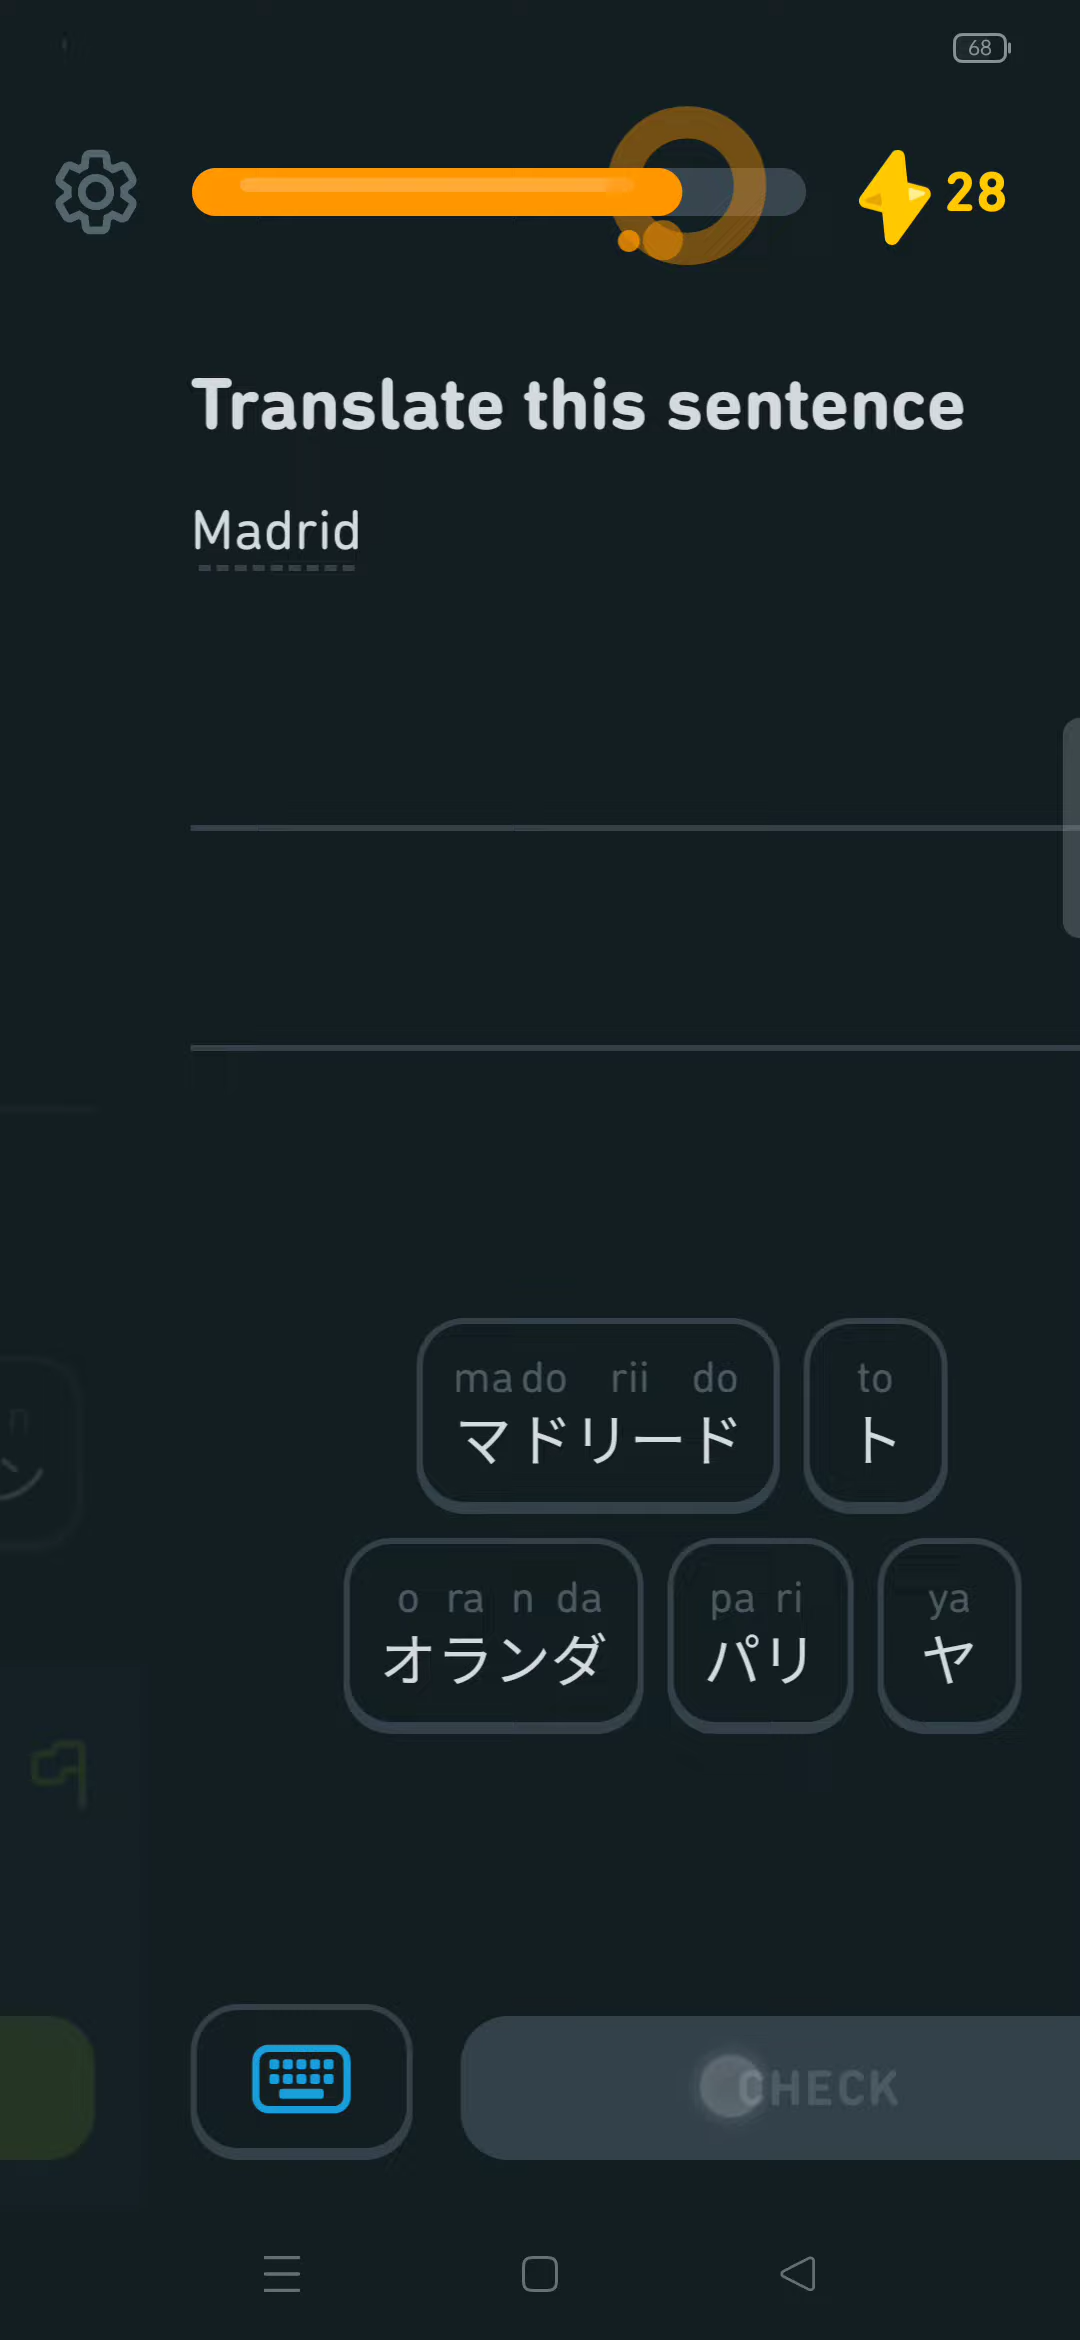 68
28
Translate this sentence
Madrid
ma do rii do
マドリード
to
ト
n
ン
o ra n da
オランダ
pa ri
パリ
ya
ヤ
CHECK